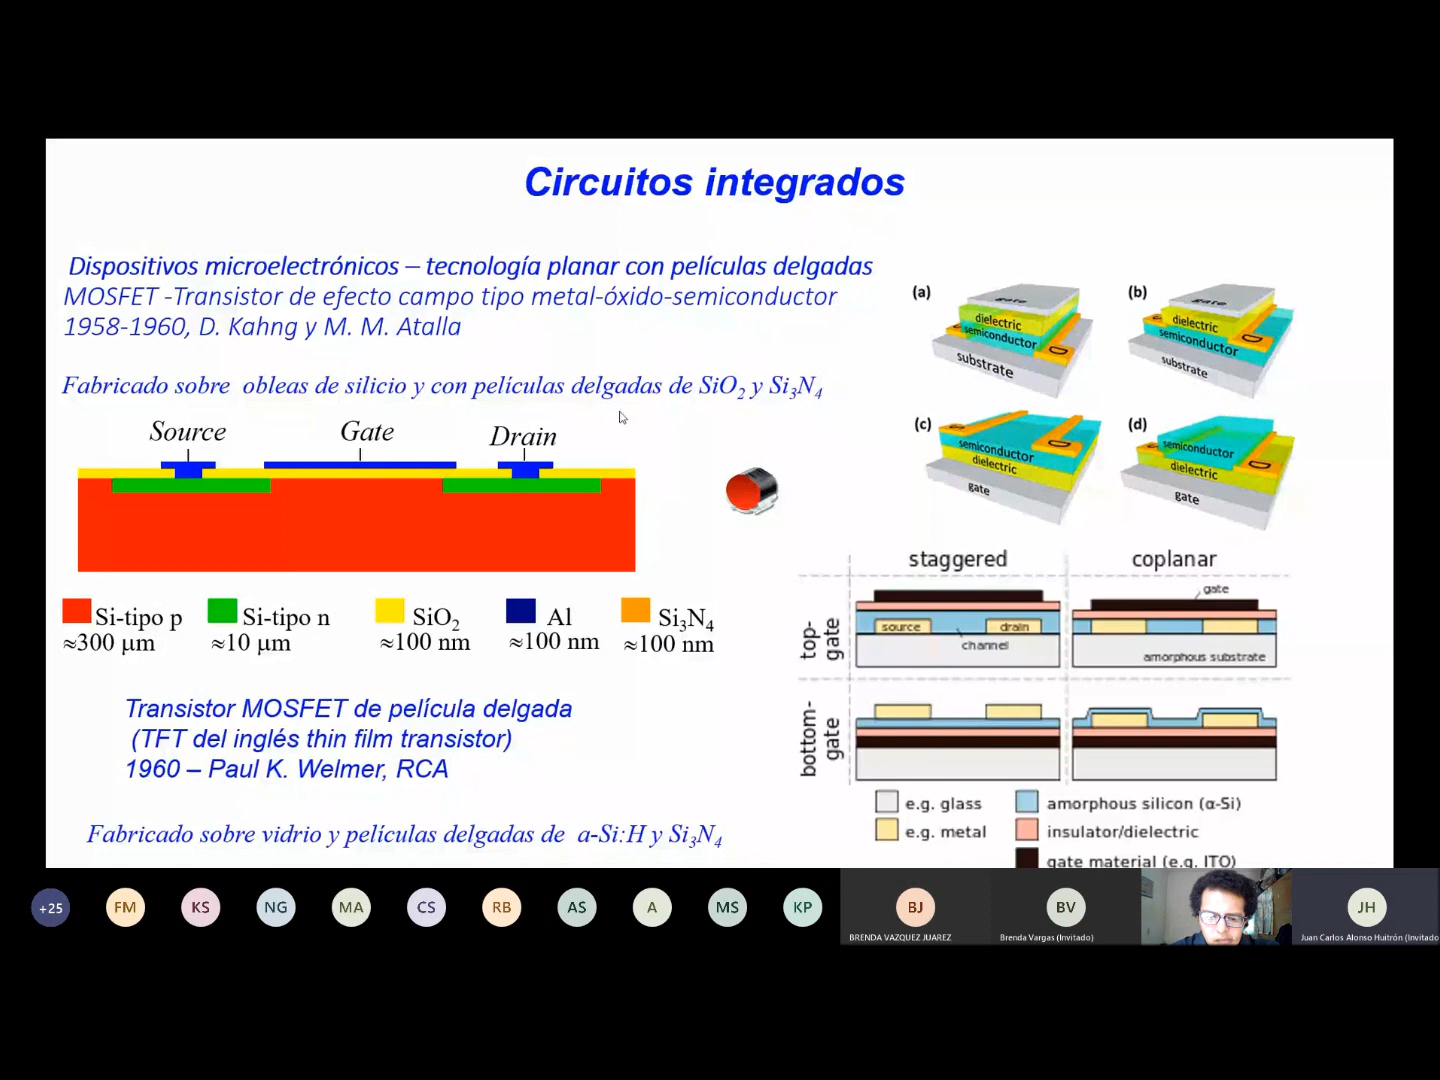 Circuitos integrados
Dispositivos microelectrónicos – tecnología planar con películas delgadas
MOSFET -Transistor de efecto campo tipo metal-óxido-semiconductor
1958-1960, D. Kahng y M. M. Atalla
Fabricado sobre obleas de silicio y con películas delgadas de SiO2 y Si3N4
Source Gate Drain
Si-tipo p Si-tipo n SiO2 Al Si3N4
≈300 μm ≈10 μm ≈100 nm ≈100 nm ≈100 nm
Transistor MOSFET de película delgada
(TFT del inglés thin film transistor)
1960 – Paul K. Welmer, RCA
Fabricado sobre vidrio y películas delgadas de a-Si:H y Si3N4
(a)
gate
dielectric
S semiconductor
D
substrate
(b)
gate
dielectric
S semiconductor
D
substrate
(c)
S D
semiconductor
dielectric
gate
(d)
semiconductor
S D
dielectric
gate
staggered coplanar
top-
gate
source drain
channel
gate
amorphous substrate
bottom-
gate
e.g. glass amorphous silicon (α-Si)
e.g. metal insulator/dielectric
gate material (e.g. ITO)
+25 FM KS NG MA CS RB AS A MS KP BJ BV JH
BRENDA VAZQUEZ JUAREZ Brenda Vargas (Invitado) Juan Carlos Alonso Huitrón (Invitado